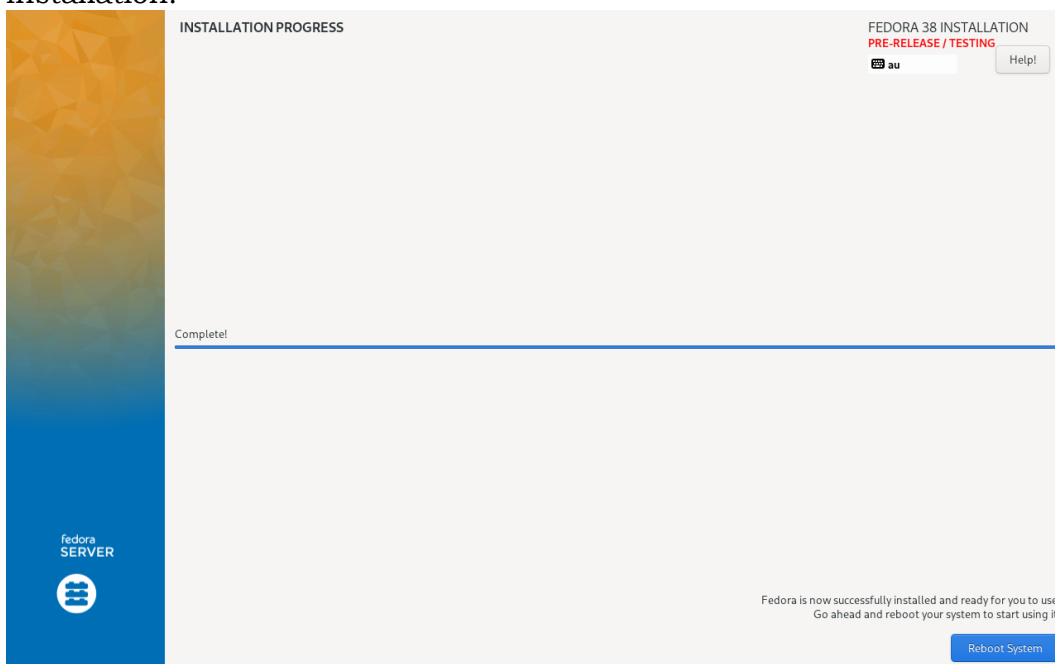 installation.
INSTALLATION PROGRESS
FEDORA 38 INSTALLATION
PRE-RELEASE / TESTING
au
Help!
Complete!
fedora
SERVER
Fedora is now successfully installed and ready for you to use
Go ahead and reboot your system to start using it
Reboot System